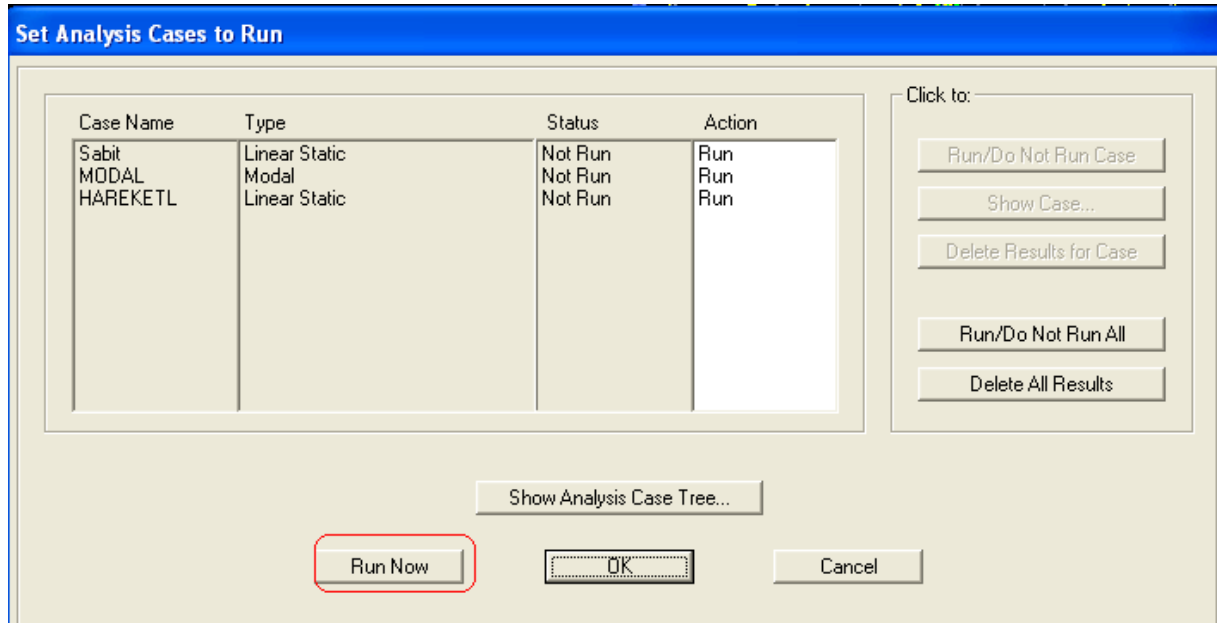 Set Analysis Cases to Run
Case Name Type Status Action
Sabit Linear Static Not Run Run
MODAL Modal Not Run Run
HAREKETL Linear Static Not Run Run
Click to:
Run/Do Not Run Case
Show Case...
Delete Results for Case
Run/Do Not Run All
Delete All Results
Show Analysis Case Tree...
Run Now OK Cancel